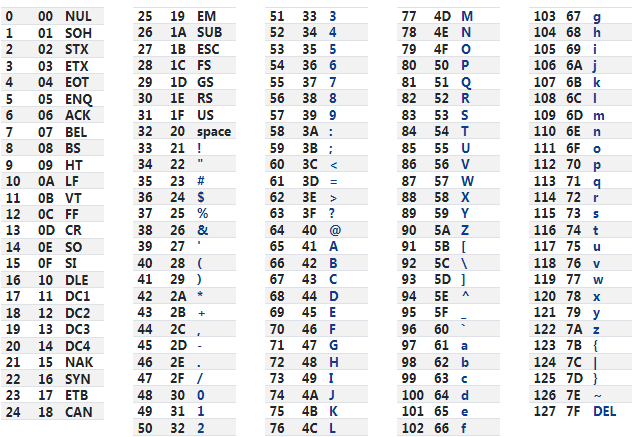 0 00 NUL
1 01 SOH
2 02 STX
3 03 ETX
4 04 EOT
5 05 ENQ
6 06 ACK
7 07 BEL
8 08 BS
9 09 HT
10 0A LF
11 0B VT
12 0C FF
13 0D CR
14 0E SO
15 0F SI
16 10 DLE
17 11 DC1
18 12 DC2
19 13 DC3
20 14 DC4
21 15 NAK
22 16 SYN
23 17 ETB
24 18 CAN
25 19 EM
26 1A SUB
27 1B ESC
28 1C FS
29 1D GS
30 1E RS
31 1F US
32 20 space
33 21 !
34 22 "
35 23 #
36 24 $
37 25 %
38 26 &
39 27 '
40 28 (
41 29 )
42 2A *
43 2B +
44 2C ,
45 2D -
46 2E .
47 2F /
48 30 0
49 31 1
50 32 2
51 33 3
52 34 4
53 35 5
54 36 6
55 37 7
56 38 8
57 39 9
58 3A :
59 3B ;
60 3C <
61 3D =
62 3E >
63 3F ?
64 40 @
65 41 A
66 42 B
67 43 C
68 44 D
69 45 E
70 46 F
71 47 G
72 48 H
73 49 I
74 4A J
75 4B K
76 4C L
77 4D M
78 4E N
79 4F O
80 50 P
81 51 Q
82 52 R
83 53 S
84 54 T
85 55 U
86 56 V
87 57 W
88 58 X
89 59 Y
90 5A Z
91 5B [
92 5C \
93 5D ]
94 5E ^
95 5F _
96 60 `
97 61 a
98 62 b
99 63 c
100 64 d
101 65 e
102 66 f
103 67 g
104 68 h
105 69 i
106 6A j
107 6B k
108 6C l
109 6D m
110 6E n
111 6F o
112 70 p
113 71 q
114 72 r
115 73 s
116 74 t
117 75 u
118 76 v
119 77 w
120 78 x
121 79 y
122 7A z
123 7B {
124 7C |
125 7D }
126 7E ~
127 7F DEL